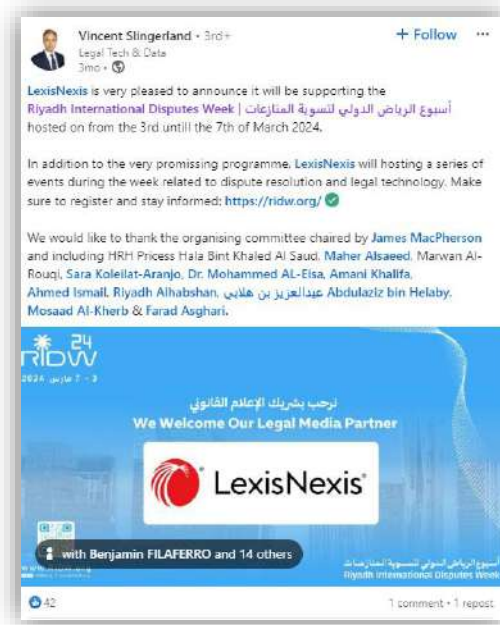 Vincent Slingerland • 3rd+
+ Follow ...
Legal Tech & Data
3mo •
LexisNexis is very pleased to announce it will be supporting the
Riyadh International Disputes Week | أسبوع الرياض الدولي لتسوية المنازعات
hosted on from the 3rd untill the 7th of March 2024.
In addition to the very promissing programme, LexisNexis will hosting a series of
events during the week related to dispute resolution and legal technology. Make
sure to register and stay informed: https://ridw.org/
We would like to thank the organising committee chaired by James MacPherson
and including HRH Pricess Hala Bint Khaled Al Saud, Maher Alsaeed, Marwan Al-
Rouqi, Sara Koleilat-Aranjo, Dr. Mohammed AL-Eisa, Amani Khalifa,
Ahmed Ismail, Riyadh Alhabshan, عبدالعزيز بن هلابي Abdulaziz bin Helaby,
Mosaad Al-Kherb & Farad Asghari.
24
RIDW
3 - 7 مارس 2024
نرحب بشريك الإعلام القانوني
We Welcome Our Legal Media Partner
LexisNexis®
with Benjamin FILAFERRO and 14 others
أسبوع الرياض الدولي لتسوية المنازعات
Riyadh International Disputes Week
42
1 comment • 1 repost